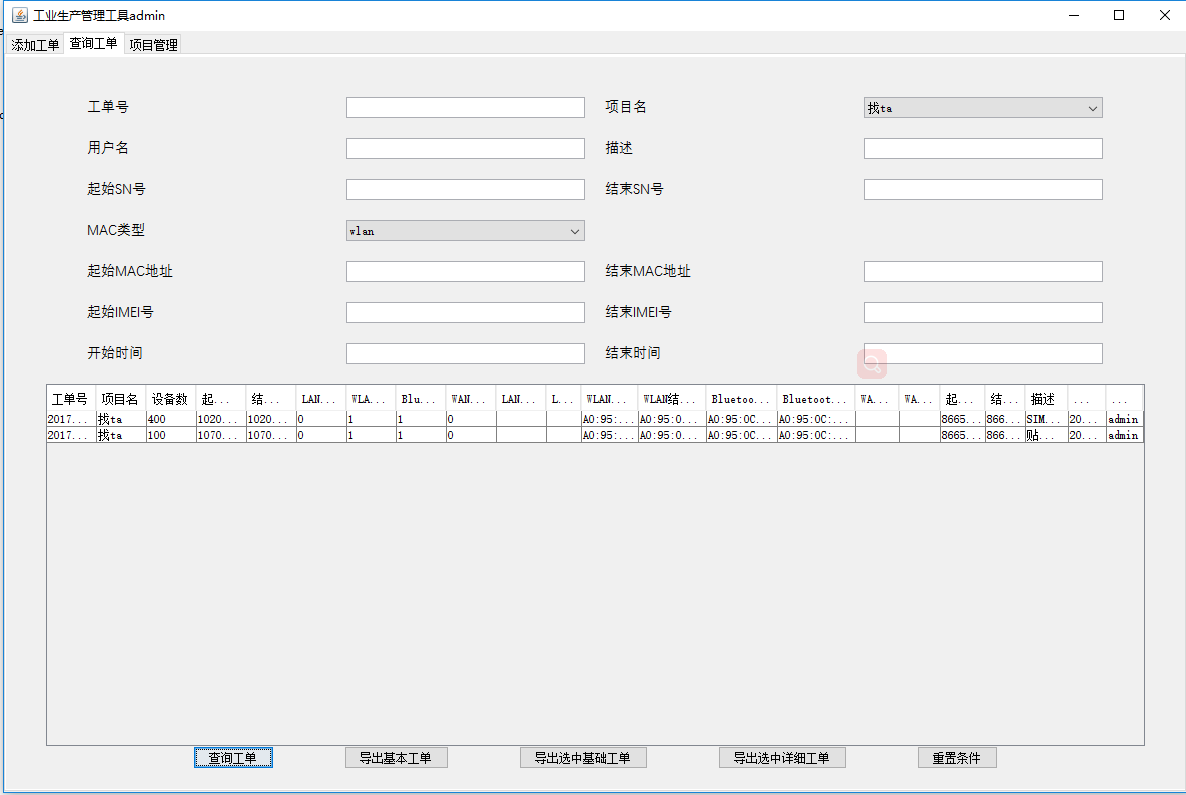 工业生产管理工具admin
添加工单 查询工单 项目管理
工单号 项目名 找ta
用户名 描述
起始SN号 结束SN号
MAC类型 wlan
起始MAC地址 结束MAC地址
起始IMEI号 结束IMEI号
开始时间 结束时间
工单号 项目名 设备数 起... 结... LAN... WLA... Blu... WAN... LAN... L... WLAN... WLAN结... Bluetoo... Bluetoot... WA... WA... 起... 结... 描述 ... ...
2017... 找ta 400 1020... 1020... 0 1 1 0 A0:95:... A0:95:0... A0:95:0C... A0:95:0C:... 8665... 866... SIM... 20... admin
2017... 找ta 100 1070... 1070... 0 1 1 0 A0:95:... A0:95:0... A0:95:0C... A0:95:0C:... 8665... 866... 贴... 20... admin
查询工单 导出基本工单 导出选中基础工单 导出选中详细工单 重置条件